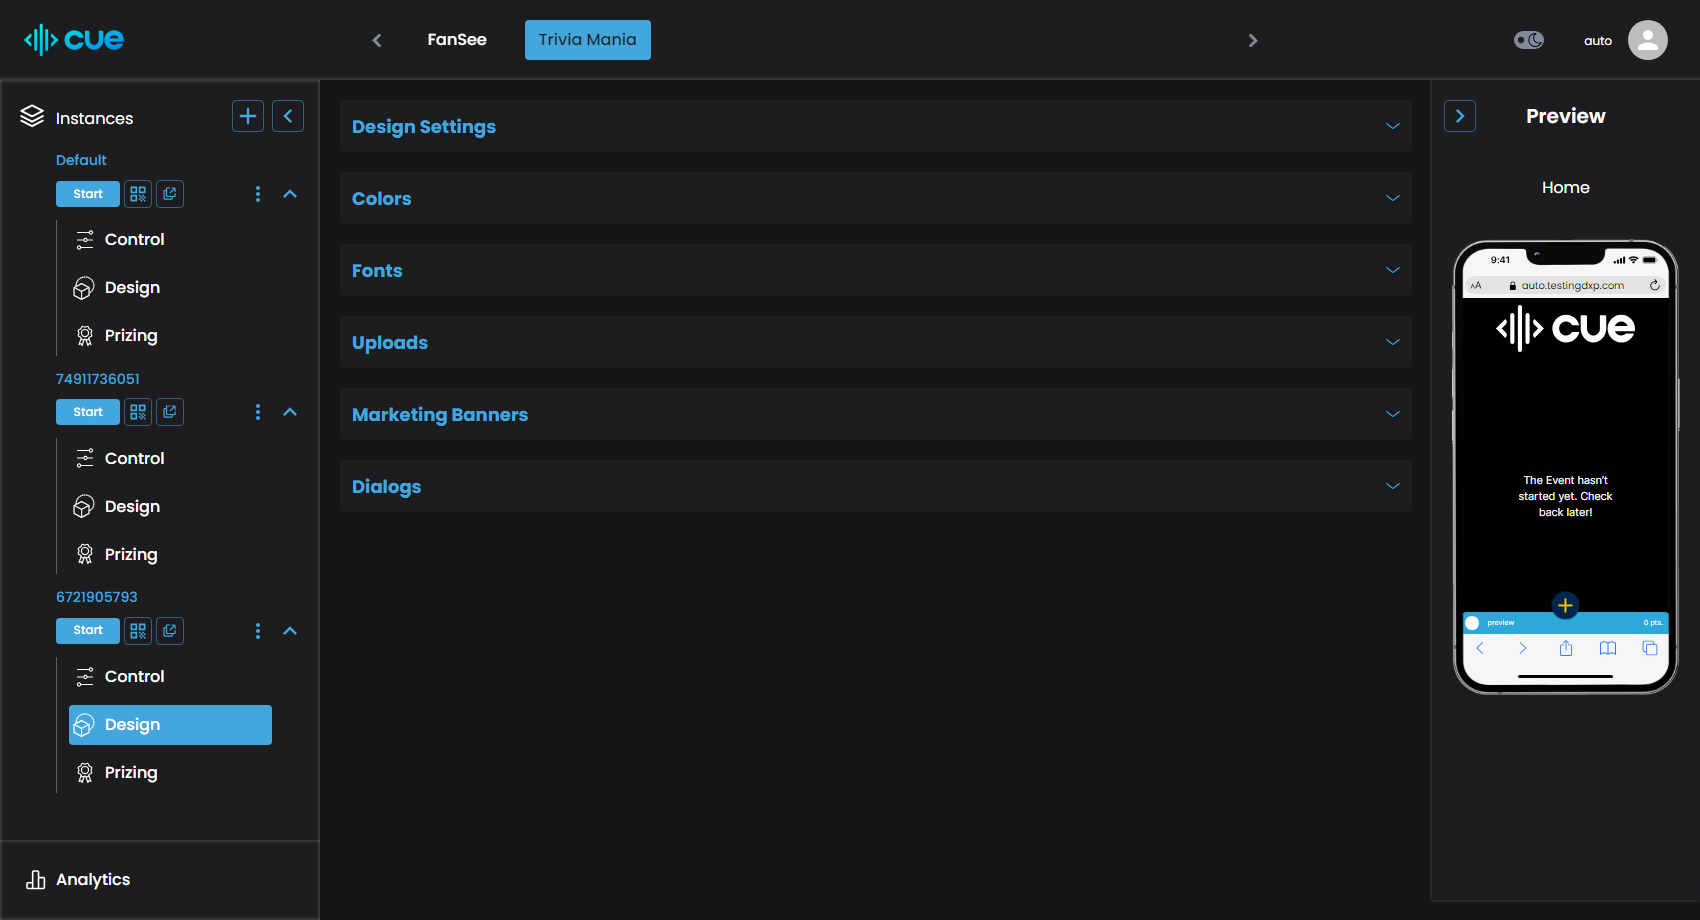 cue
FanSee
Trivia Mania
auto
Instances
Default
Start
Control
Design
Prizing
74911736051
Start
Control
Design
Prizing
6721905793
Start
Control
Design
Prizing
Analytics
Design Settings
Colors
Fonts
Uploads
Marketing Banners
Dialogs
Preview
Home
9:41
AA auto.testingdxp.com
cue
The Event hasn't
started yet. Check
back later!
preview 0 pts.